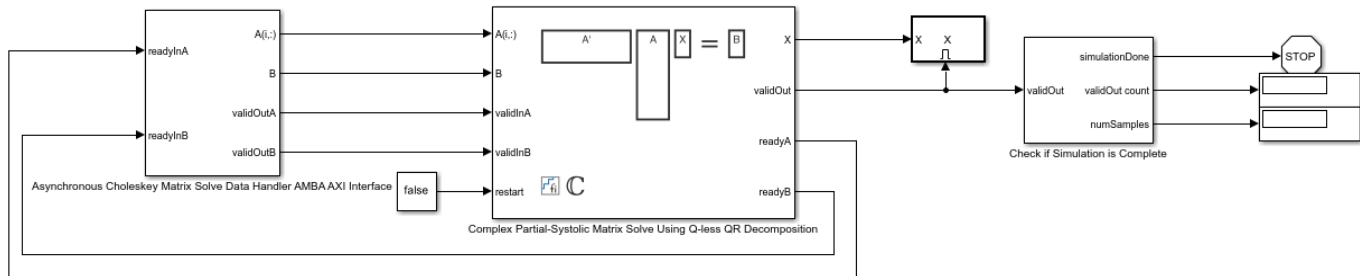 readyInA
readyInB
A(i,:)
B
validOutA
validOutB
Asynchronous Choleskey Matrix Solve Data Handler AMBA AXI Interface
false
A(i,:)
B
validInA
validInB
restart
A'
A
X
=
B
fi
ℂ
X
validOut
readyA
readyB
Complex Partial-Systolic Matrix Solve Using Q-less QR Decomposition
X
X
validOut
simulationDone
validOut count
numSamples
Check if Simulation is Complete
STOP